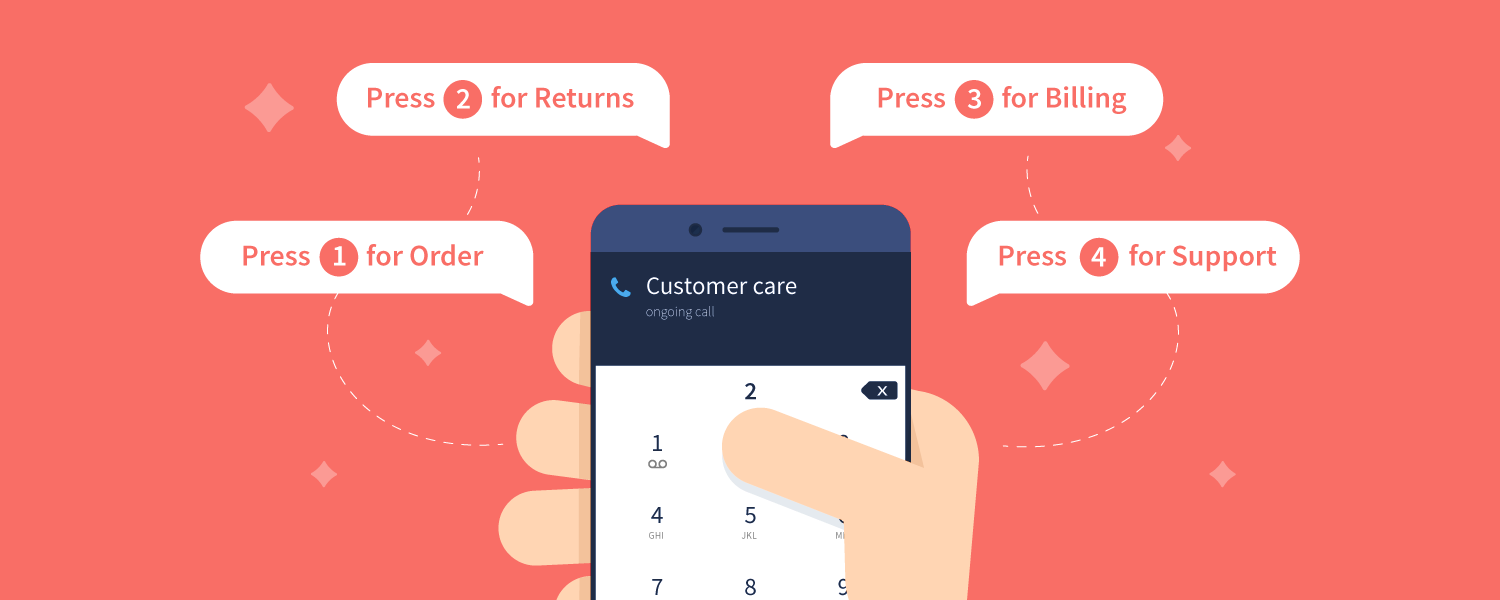 Press 2 for Returns
Press 3 for Billing
Press 1 for Order
Press 4 for Support
Customer care
ongoing call
2
X
1
4 5
GHI JKL
7 8 9